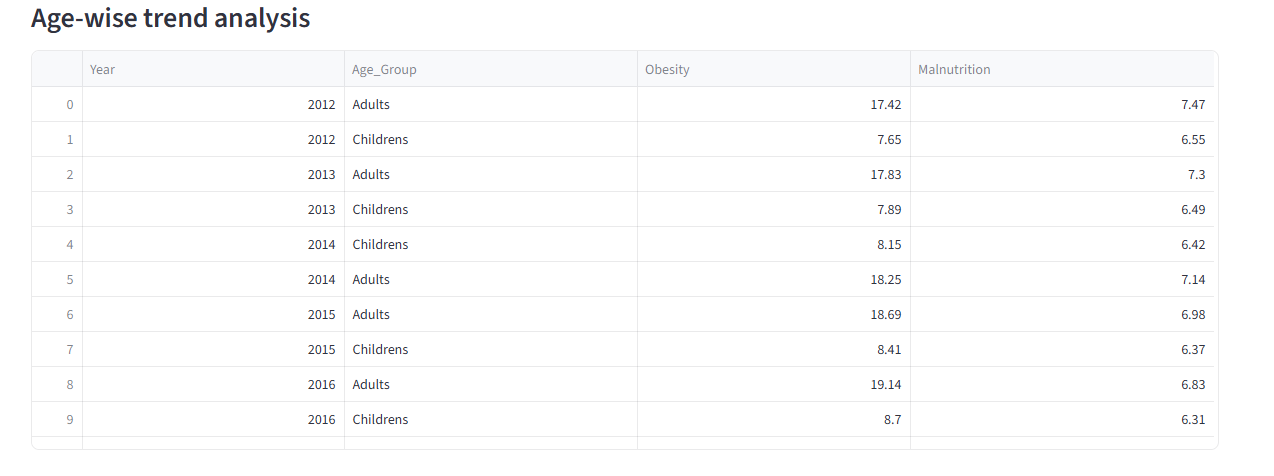 Age-wise trend analysis
Year Age_Group Obesity Malnutrition
0 2012 Adults 17.42 7.47
1 2012 Childrens 7.65 6.55
2 2013 Adults 17.83 7.3
3 2013 Childrens 7.89 6.49
4 2014 Childrens 8.15 6.42
5 2014 Adults 18.25 7.14
6 2015 Adults 18.69 6.98
7 2015 Childrens 8.41 6.37
8 2016 Adults 19.14 6.83
9 2016 Childrens 8.7 6.31